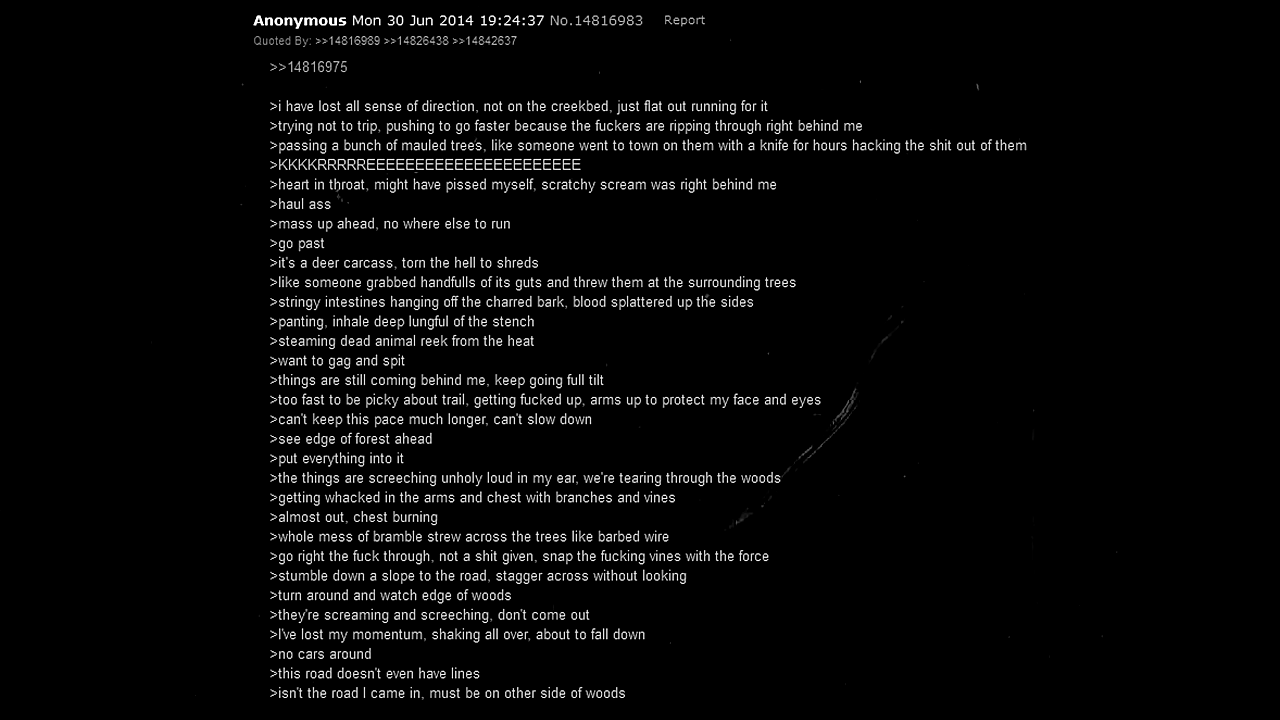 Anonymous Mon 30 Jun 2014 19:24:37 No.14816983 Report
Quoted By: >>14816989 >>14826438 >>14842637
>>14816975
>i have lost all sense of direction, not on the creekbed, just flat out running for it
>trying not to trip, pushing to go faster because the fuckers are ripping through right behind me
>passing a bunch of mauled trees, like someone went to town on them with a knife for hours hacking the shit out of them
>KKKKRRRRREEEEEEEEEEEEEEEEEEEEEEE
>heart in throat, might have pissed myself, scratchy scream was right behind me
>haul ass
>mass up ahead, no where else to run
>go past
>it's a deer carcass, torn the hell to shreds
>like someone grabbed handfulls of its guts and threw them at the surrounding trees
>stringy intestines hanging off the charred bark, blood splattered up the sides
>panting, inhale deep lungful of the stench
>steaming dead animal reek from the heat
>want to gag and spit
>things are still coming behind me, keep going full tilt
>too fast to be picky about trail, getting fucked up, arms up to protect my face and eyes
>can't keep this pace much longer, can't slow down
>see edge of forest ahead
>put everything into it
>the things are screeching unholy loud in my ear, we're tearing through the woods
>getting whacked in the arms and chest with branches and vines
>almost out, chest burning
>whole mess of bramble strew across the trees like barbed wire
>go right the fuck through, not a shit given, snap the fucking vines with the force
>stumble down a slope to the road, stagger across without looking
>turn around and watch edge of woods
>they're screaming and screeching, don't come out
>I've lost my momentum, shaking all over, about to fall down
>no cars around
>this road doesn't even have lines
>isn't the road I came in, must be on other side of woods